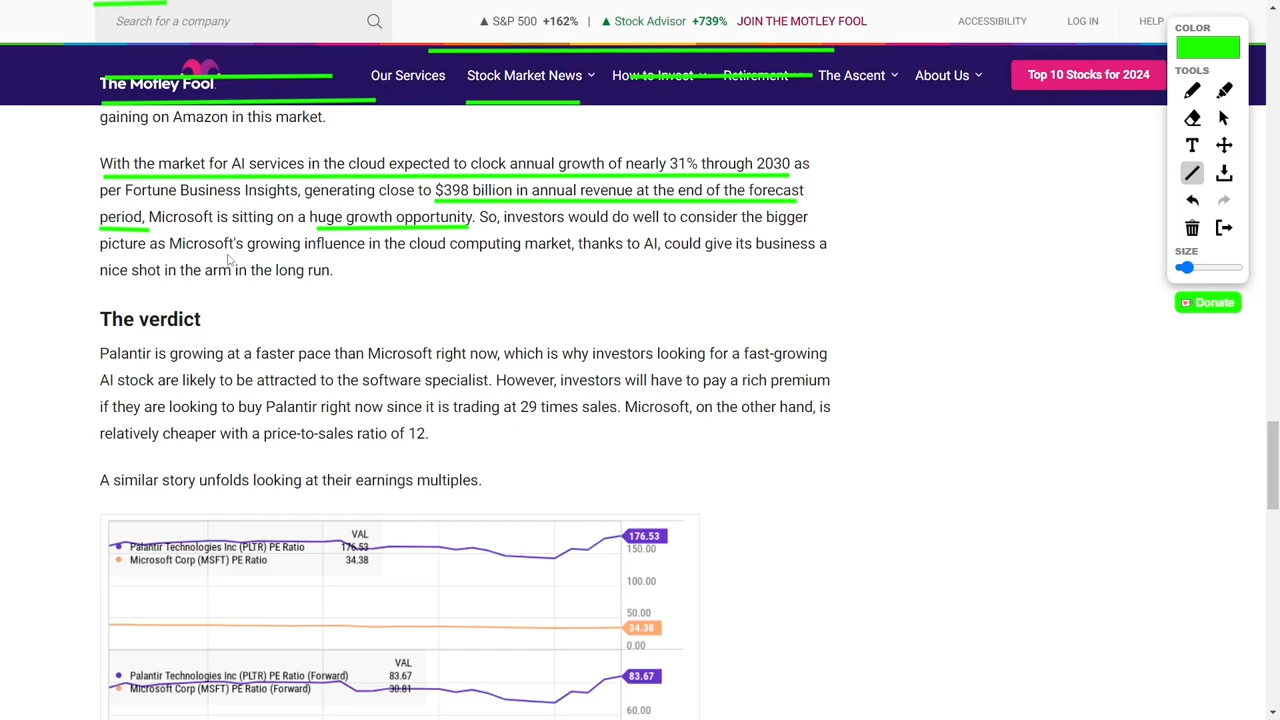 Search for a company
▲ S&P 500 +162% | ▲ Stock Advisor +739% JOIN THE MOTLEY FOOL
ACCESSIBILITY LOG IN HELP
The Motley Fool
Our Services Stock Market News How to Invest Retirement The Ascent About Us Top 10 Stocks for 2024
gaining on Amazon in this market.
With the market for AI services in the cloud expected to clock annual growth of nearly 31% through 2030 as
per Fortune Business Insights, generating close to $398 billion in annual revenue at the end of the forecast
period, Microsoft is sitting on a huge growth opportunity. So, investors would do well to consider the bigger
picture as Microsoft's growing influence in the cloud computing market, thanks to AI, could give its business a
nice shot in the arm in the long run.
The verdict
Palantir is growing at a faster pace than Microsoft right now, which is why investors looking for a fast-growing
AI stock are likely to be attracted to the software specialist. However, investors will have to pay a rich premium
if they are looking to buy Palantir right now since it is trading at 29 times sales. Microsoft, on the other hand, is
relatively cheaper with a price-to-sales ratio of 12.
A similar story unfolds looking at their earnings multiples.
VAL
Palantir Technologies Inc (PLTR) PE Ratio 176.53
Microsoft Corp (MSFT) PE Ratio 34.38
176.53
150.00
100.00
50.00
34.38
0.00
VAL
Palantir Technologies Inc (PLTR) PE Ratio (Forward) 83.67
Microsoft Corp (MSFT) PE Ratio (Forward) 30.81
83.67
60.00
COLOR
TOOLS
T
SIZE
Donate